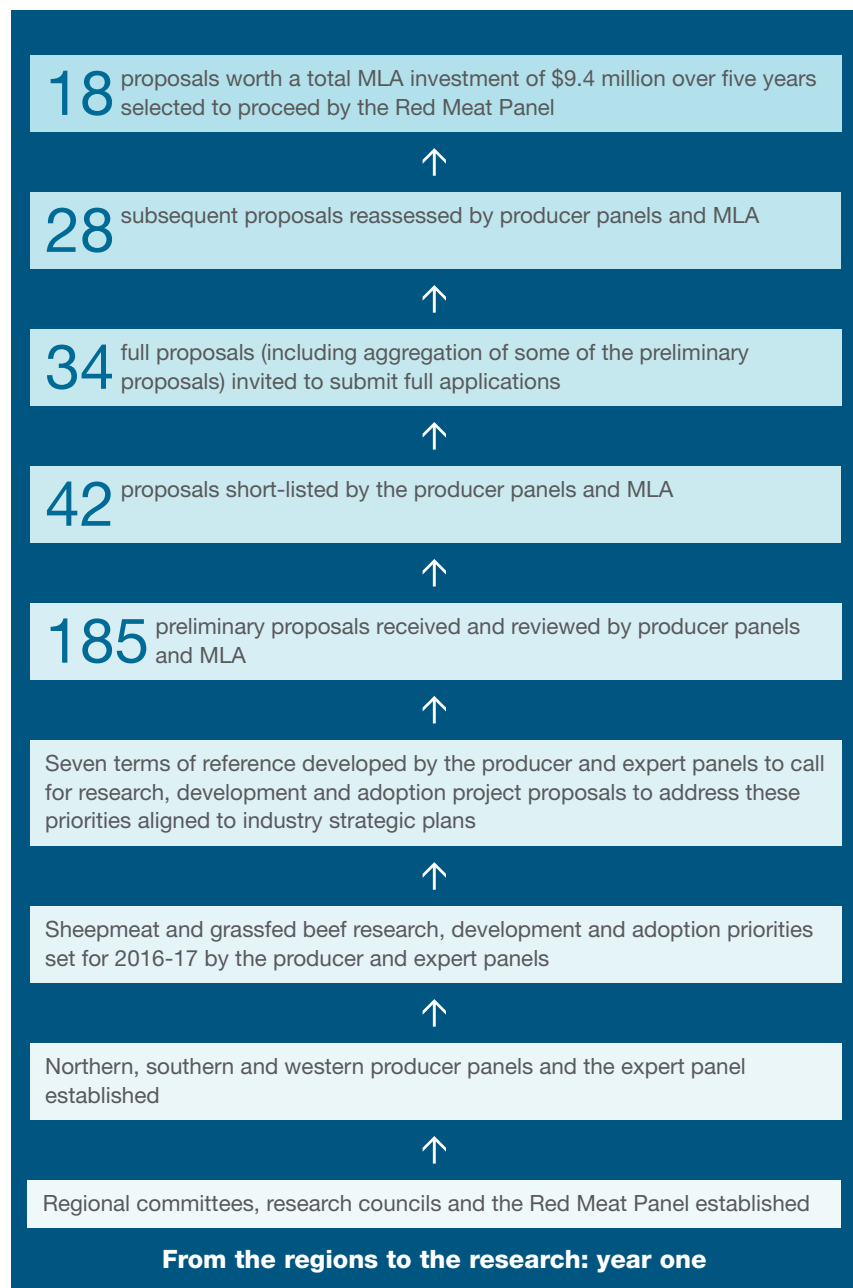 18 proposals worth a total MLA investment of $9.4 million over five years
selected to proceed by the Red Meat Panel
↑
28 subsequent proposals reassessed by producer panels and MLA
↑
34 full proposals (including aggregation of some of the preliminary
proposals) invited to submit full applications
↑
42 proposals short-listed by the producer panels and MLA
↑
185 preliminary proposals received and reviewed by producer panels
and MLA
↑
Seven terms of reference developed by the producer and expert panels to call
for research, development and adoption project proposals to address these
priorities aligned to industry strategic plans
↑
Sheepmeat and grassfed beef research, development and adoption priorities
set for 2016-17 by the producer and expert panels
↑
Northern, southern and western producer panels and the expert panel
established
↑
Regional committees, research councils and the Red Meat Panel established
From the regions to the research: year one